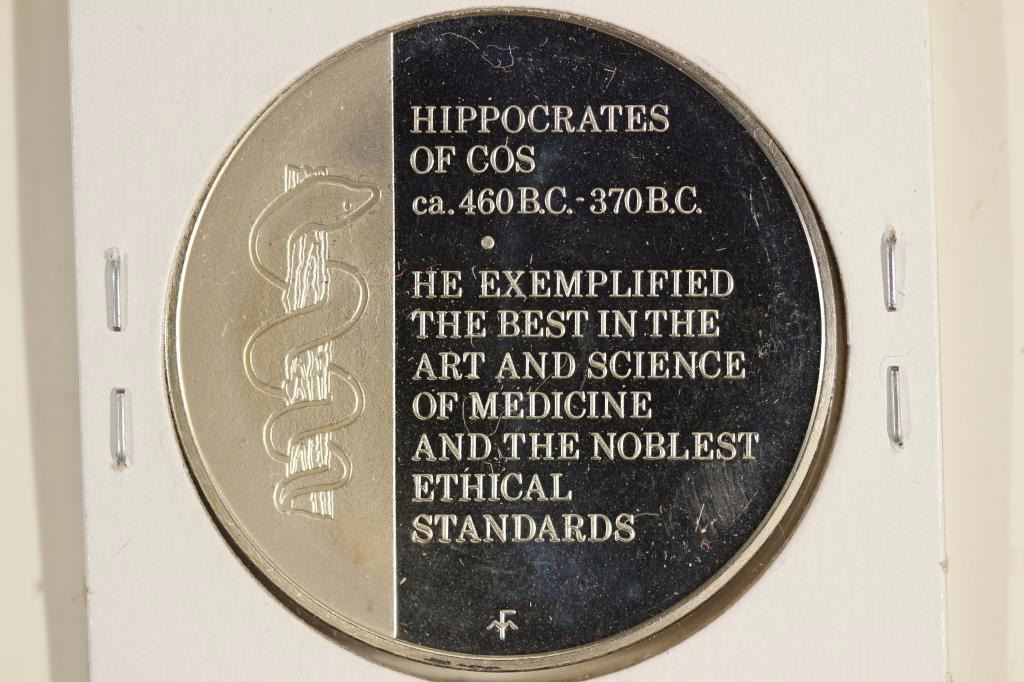 HIPPOCRATES
OF COS
ca. 460 B.C. - 370 B.C.
HE EXEMPLIFIED
THE BEST IN THE
ART AND SCIENCE
OF MEDICINE
AND THE NOBLEST
ETHICAL
STANDARDS